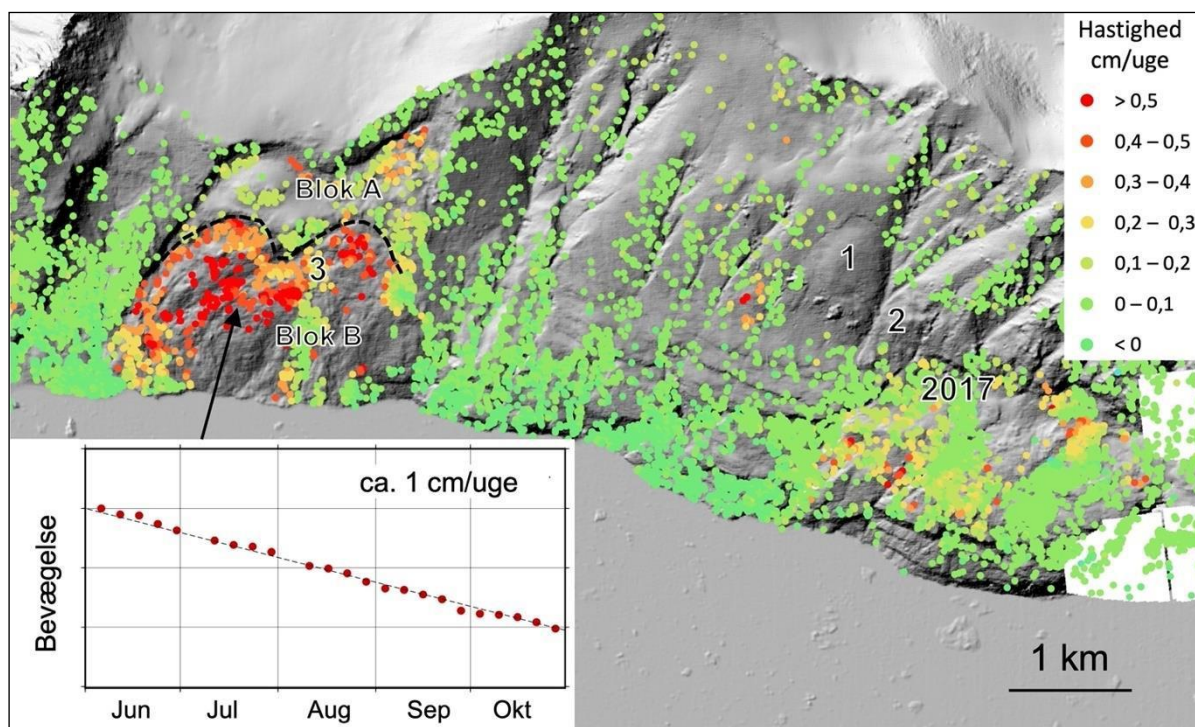 Hastighed
cm/uge
> 0,5
0,4 – 0,5
0,3 – 0,4
0,2 – 0,3
0,1 – 0,2
0 – 0,1
< 0
Blok A
3
Blok B
1
2
2017
ca. 1 cm/uge
Bevægelse
Jun Jul Aug Sep Okt
1 km